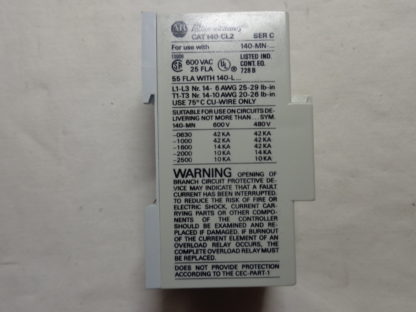 AB Allen-Bradley
CAT 140-CL2 SER C
For use with 140-MN-...
600 VAC
25 FLA
LISTED IND.
CONT. EQ.
728 B
55 FLA WITH 140-L...
L1-L3 Nr. 14- 6 AWG 25-29 lb-in
T1-T3 Nr. 14-10 AWG 20-26 lb-in
USE 75°C CU-WIRE ONLY
SUITABLE FOR USE ON CIRCUITS DE-
LIVERING NOT MORE THAN ... SYM.
140-MN 600 V 480 V
-0630 42 KA 42 KA
-1000 42 KA 42 KA
-1600 14 KA 42 KA
-2000 10 KA 14 KA
-2500 10 KA 10 KA
WARNING OPENING OF
BRANCH CIRCUIT PROTECTIVE DE-
VICE MAY INDICATE THAT A FAULT
CURRENT HAS BEEN INTERRUPTED.
TO REDUCE THE RISK OF FIRE OR
ELECTRIC SHOCK, CURRENT CAR-
RYING PARTS OR OTHER COMPO-
NENTS OF THE CONTROLLER
SHOULD BE EXAMINED AND RE-
PLACED IF DAMAGED. IF BURNOUT
OF THE CURRENT ELEMENT OF AN
OVERLOAD RELAY OCCURS, THE
COMPLETE OVERLOAD RELAY MUST
BE REPLACED.
DOES NOT PROVIDE PROTECTION
ACCORDING TO THE CEC-PART-1